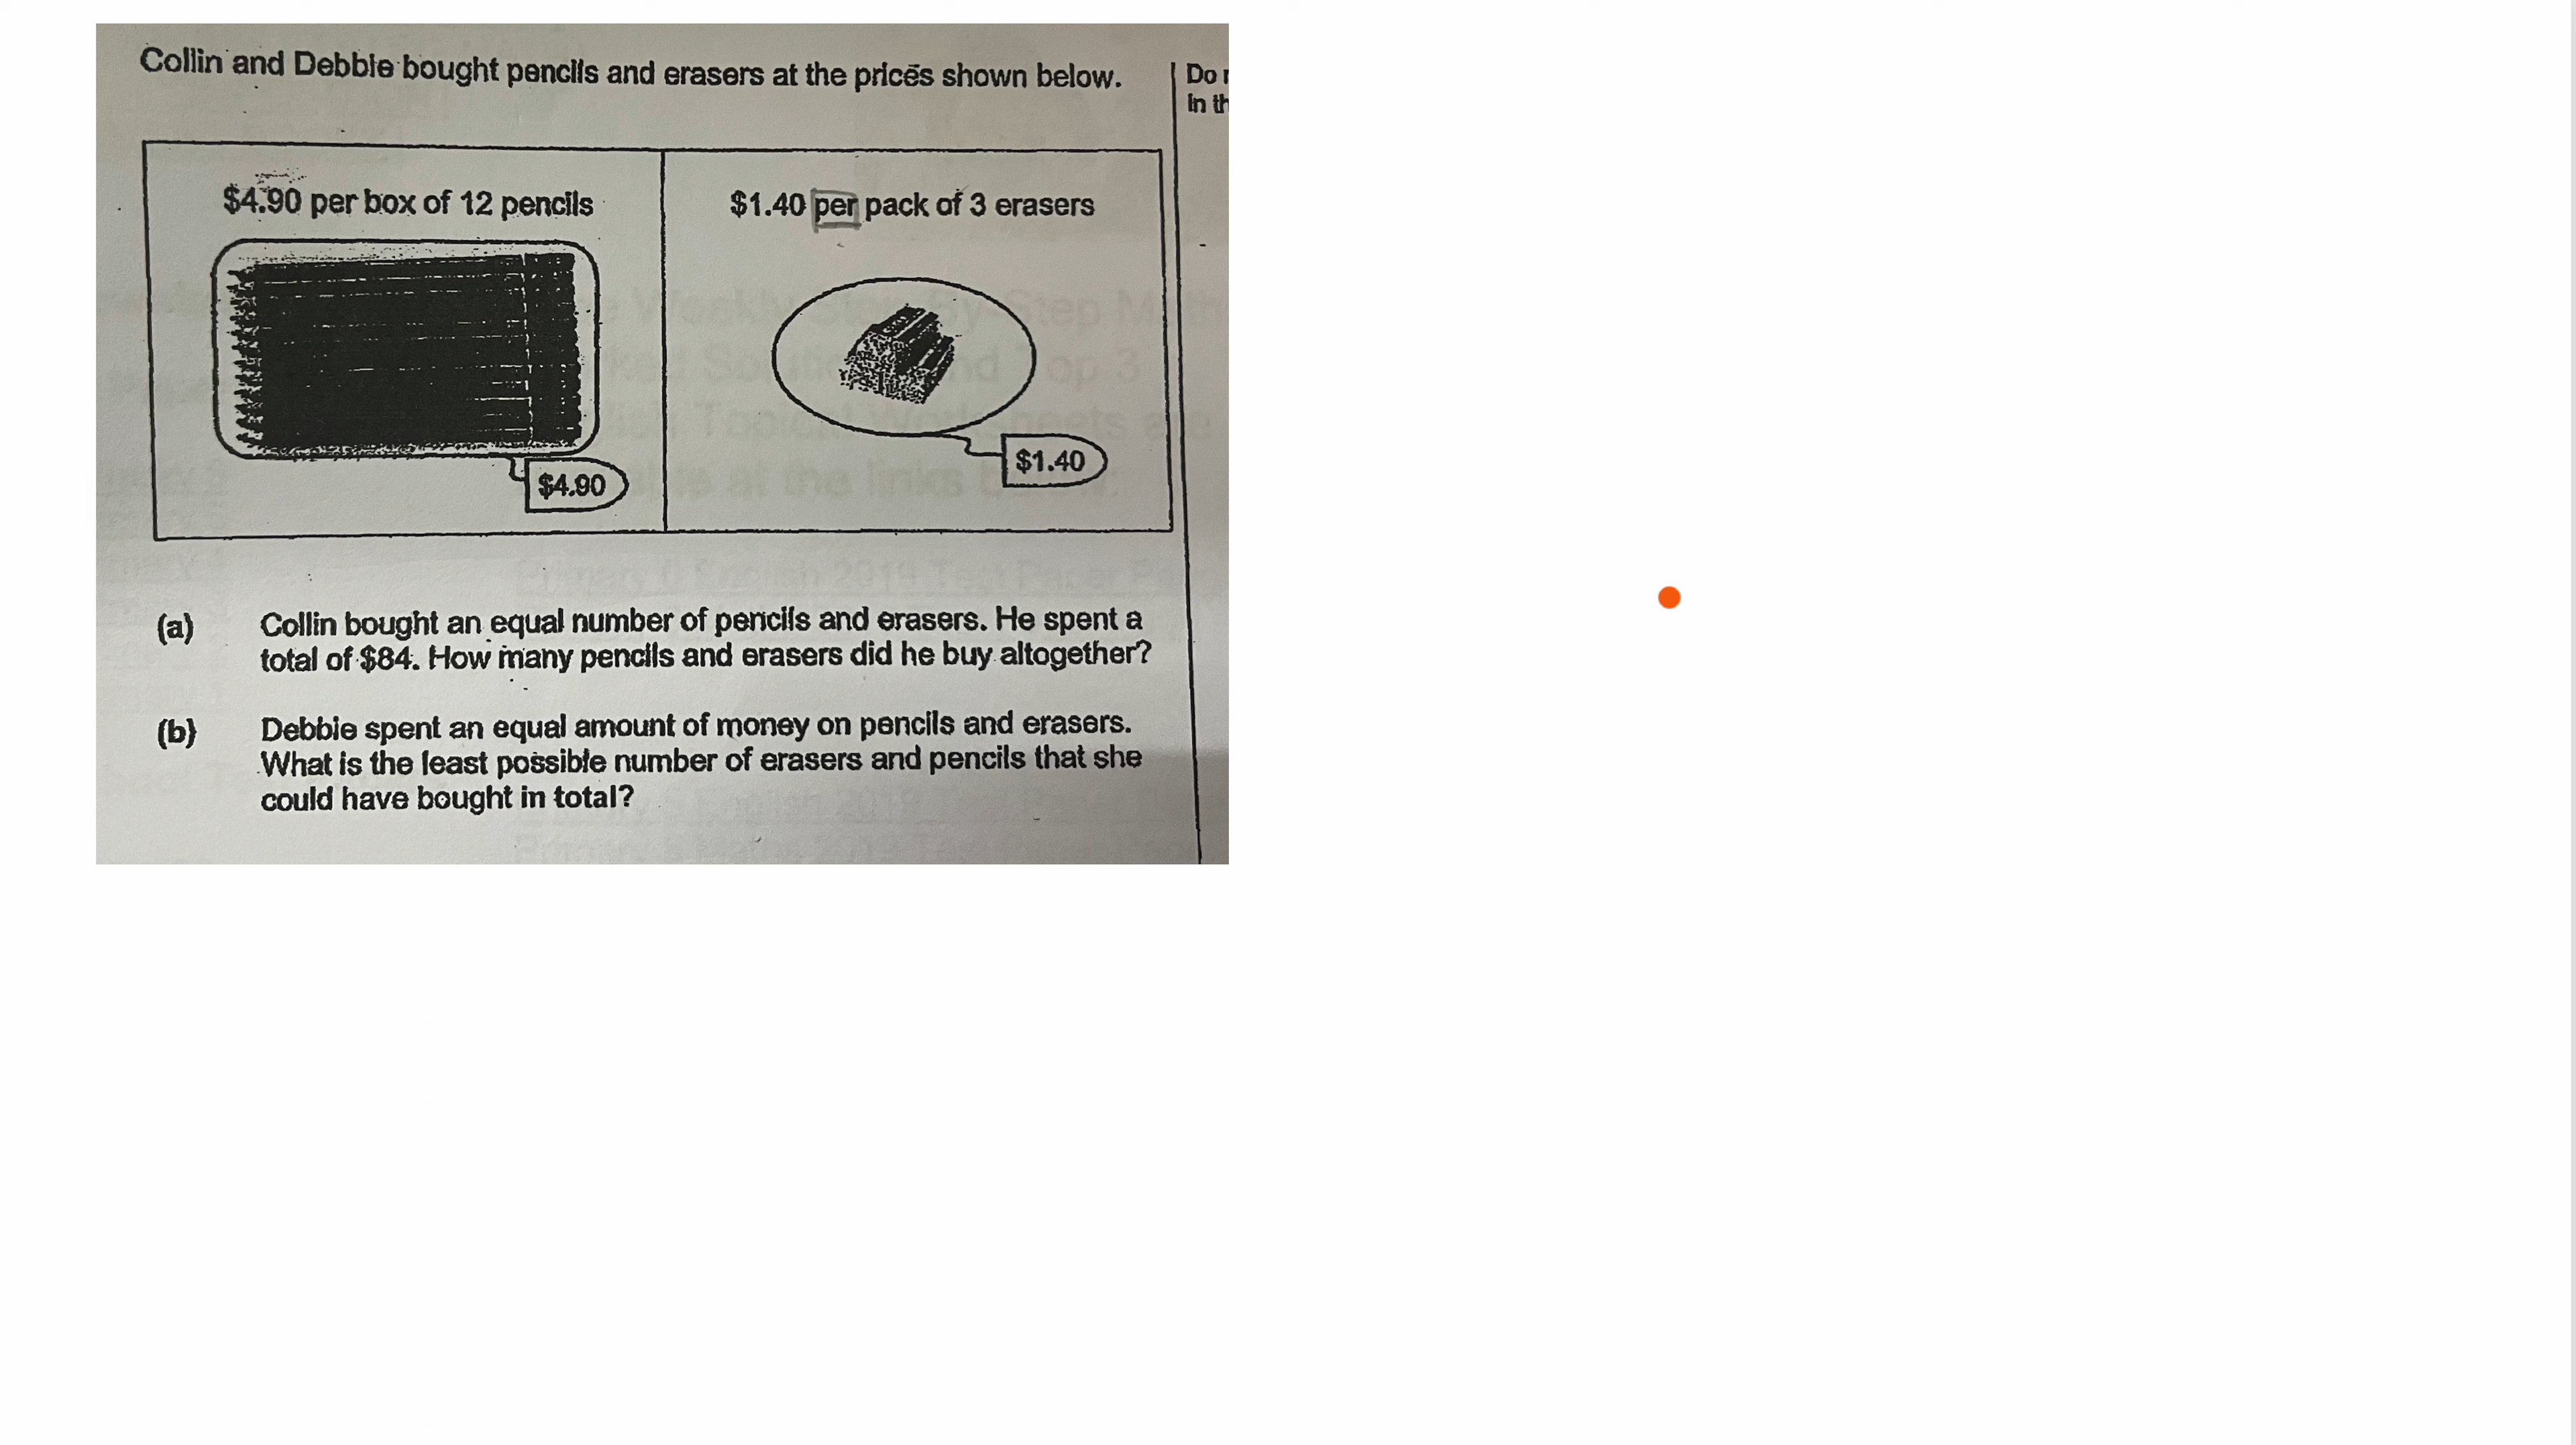 Collin and Debbie bought pencils and erasers at the prices shown below.
Do
in th
$4.90 per box of 12 pencils
$1.40 per pack of 3 erasers
$4.90
$1.40
(a) Collin bought an equal number of pencils and erasers. He spent a
total of $84. How many pencils and erasers did he buy altogether?
(b) Debbie spent an equal amount of money on pencils and erasers.
What is the least possible number of erasers and pencils that she
could have bought in total?